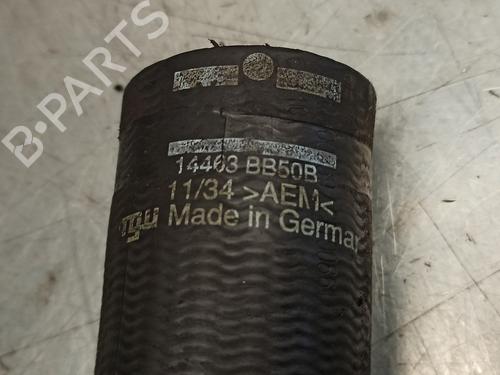 B-PARTS
14463 BB50B
11/34 >AEM<
Made in German